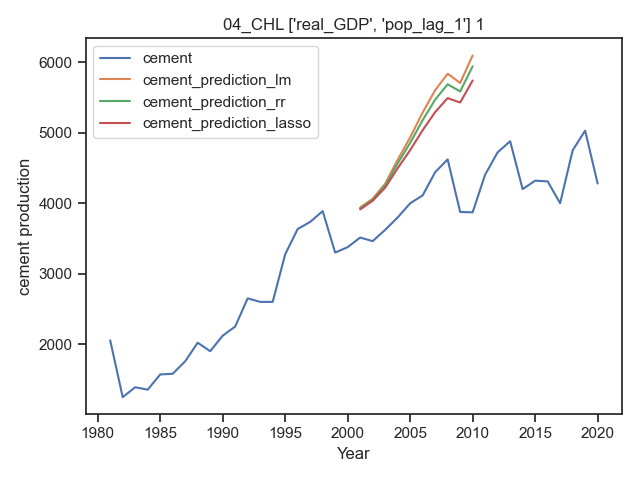 04_CHL ['real_GDP', 'pop_lag_1'] 1
cement
cement_prediction_lm
cement_prediction_rr
cement_prediction_lasso
cement production
6000
5000
4000
3000
2000
1980 1985 1990 1995 2000 2005 2010 2015 2020
Year